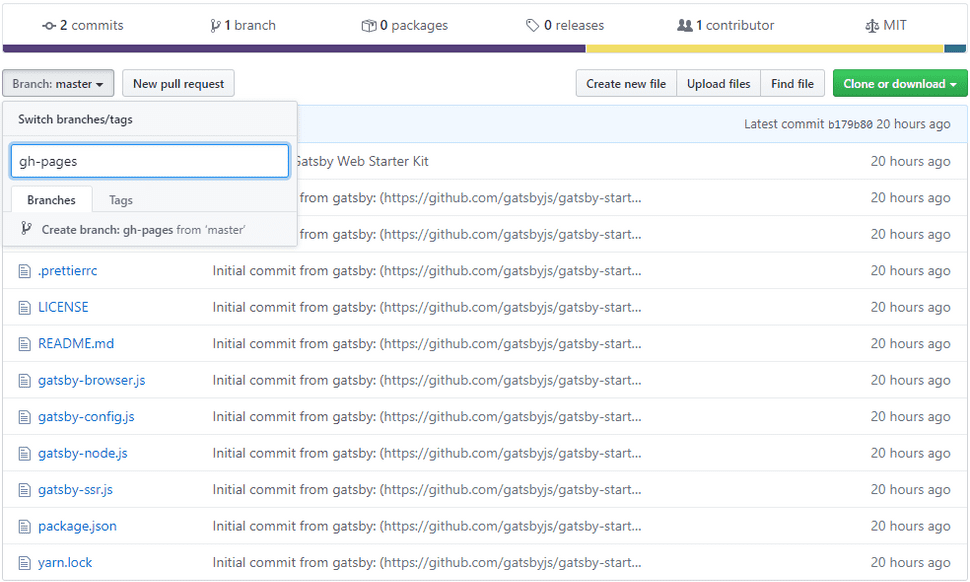 2 commits 1 branch 0 packages 0 releases 1 contributor MIT
Branch: master New pull request Create new file Upload files Find file Clone or download
Switch branches/tags
Latest commit b179b80 20 hours ago
gh-pages
Gatsby Web Starter Kit 20 hours ago
Branches Tags
from gatsby: (https://github.com/gatsbyjs/gatsby-start... 20 hours ago
Create branch: gh-pages from ‘master’
from gatsby: (https://github.com/gatsbyjs/gatsby-start... 20 hours ago
.prettierrc Initial commit from gatsby: (https://github.com/gatsbyjs/gatsby-start... 20 hours ago
LICENSE Initial commit from gatsby: (https://github.com/gatsbyjs/gatsby-start... 20 hours ago
README.md Initial commit from gatsby: (https://github.com/gatsbyjs/gatsby-start... 20 hours ago
gatsby-browser.js Initial commit from gatsby: (https://github.com/gatsbyjs/gatsby-start... 20 hours ago
gatsby-config.js Initial commit from gatsby: (https://github.com/gatsbyjs/gatsby-start... 20 hours ago
gatsby-node.js Initial commit from gatsby: (https://github.com/gatsbyjs/gatsby-start... 20 hours ago
gatsby-ssr.js Initial commit from gatsby: (https://github.com/gatsbyjs/gatsby-start... 20 hours ago
package.json Initial commit from gatsby: (https://github.com/gatsbyjs/gatsby-start... 20 hours ago
yarn.lock Initial commit from gatsby: (https://github.com/gatsbyjs/gatsby-start... 20 hours ago